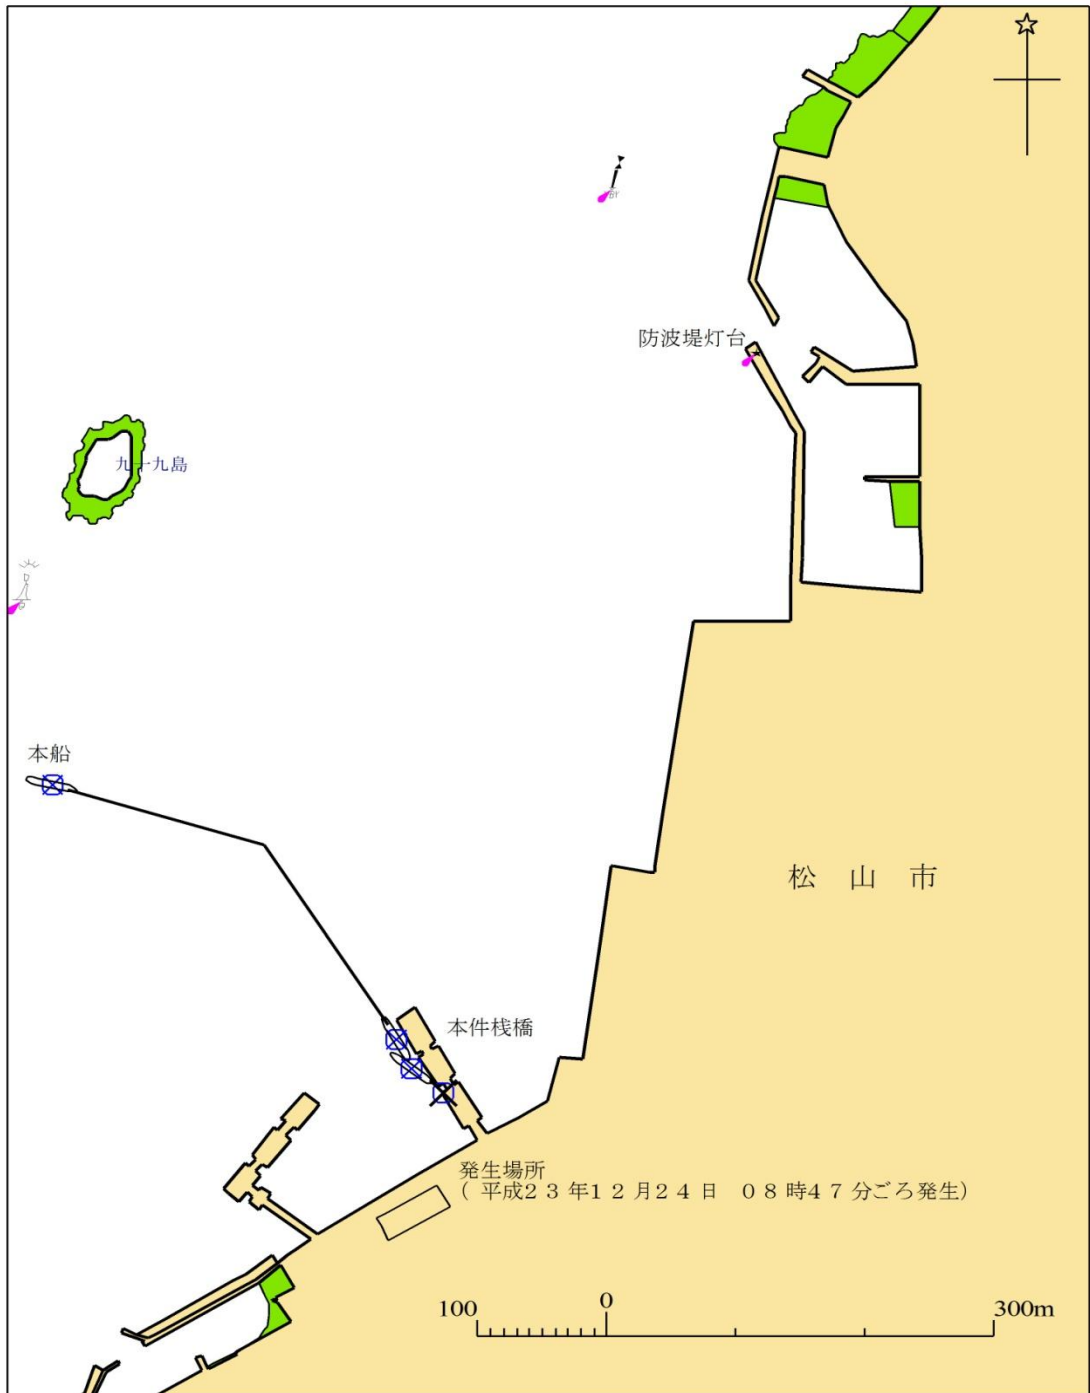 防波堤灯台
九十九島
本船
松 山 市
本件桟橋
発生場所
( 平成２３年１２月２４日 ０８時４７分ごろ発生)
100 0 300m